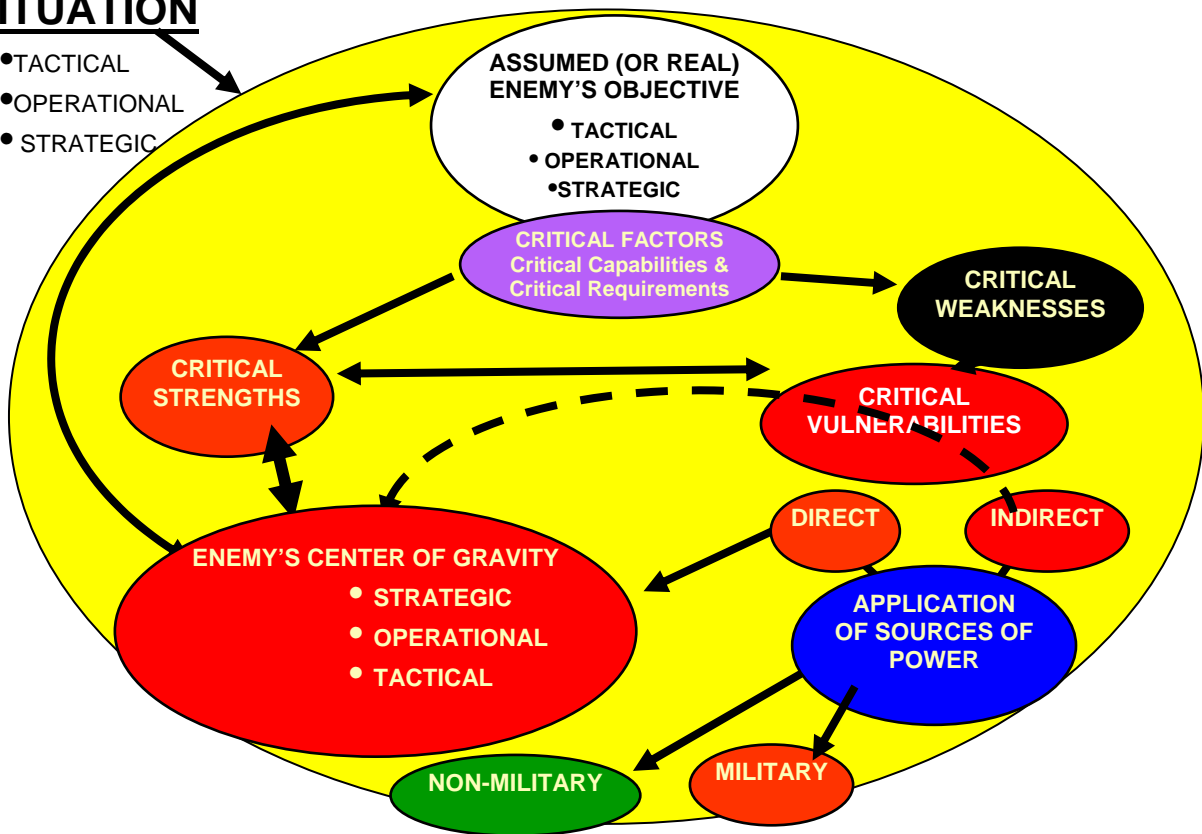 ITUATION
•TACTICAL
•OPERATIONAL
• STRATEGIC
ASSUMED (OR REAL)
ENEMY’S OBJECTIVE
• TACTICAL
• OPERATIONAL
•STRATEGIC
CRITICAL FACTORS
Critical Capabilities &
Critical Requirements
CRITICAL
WEAKNESSES
CRITICAL
STRENGTHS
CRITICAL
VULNERABILITIES
DIRECT
INDIRECT
ENEMY’S CENTER OF GRAVITY
• STRATEGIC
• OPERATIONAL
• TACTICAL
APPLICATION
OF SOURCES OF
POWER
NON-MILITARY
MILITARY